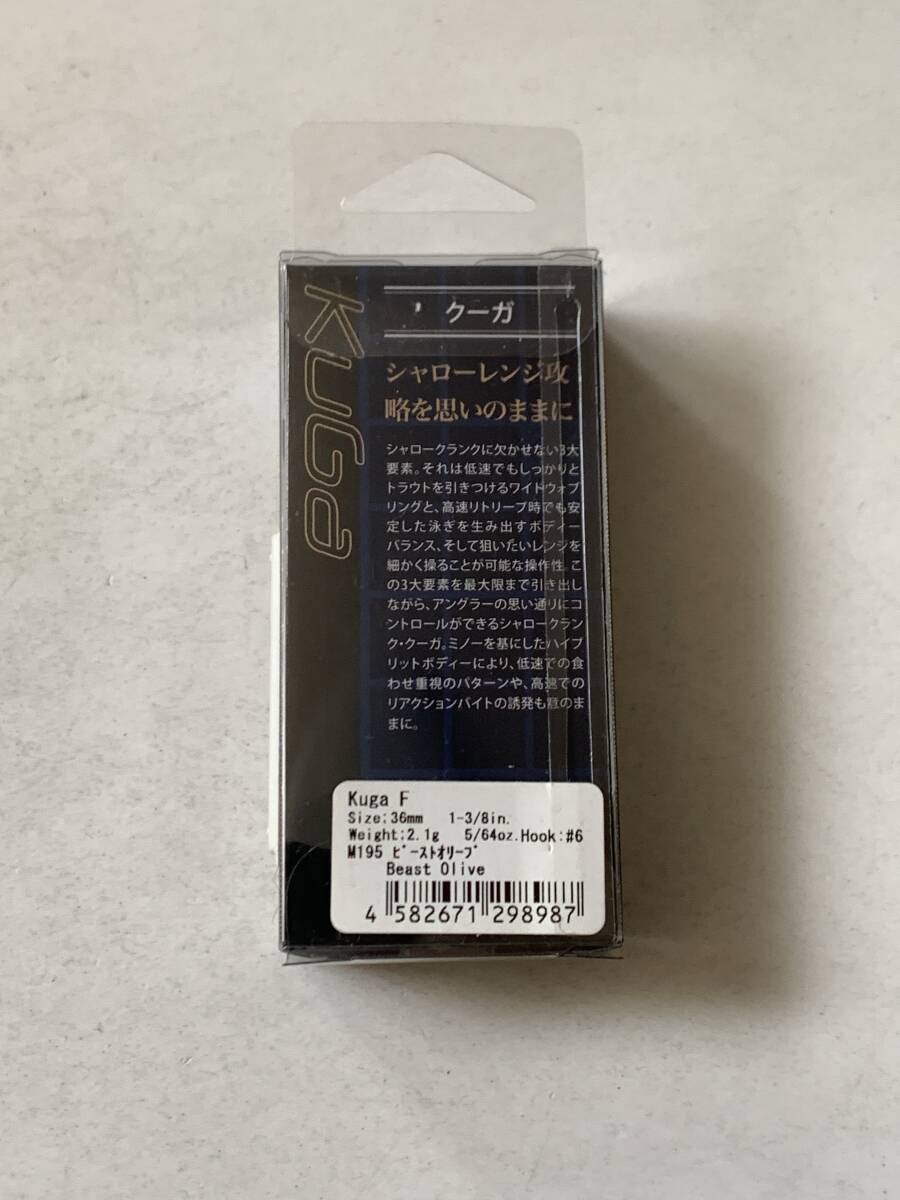 KUGa
クーガ
シャローレンジ攻
略を思いのままに
シャロークランクに欠かせない3大
要素。それは低速でもしっかりと
トラウトを引きつけるワイドウォブ
リングと、高速リトリーブ時でも安
定した泳ぎを生み出すボディー
バランス、そして狙いたいレンジを
細かく操ることが可能な操作性。こ
の3大要素を最大限まで引き出し
ながら、アングラーの思い通りにコ
ントロールができるシャロークラン
ク・クーガ。ミノーを基にしたハイブ
リットボディーにより、低速での食
わせ重視のパターンや、高速での
リアクションバイトの誘発も意のま
まに。
Kuga F
Size:36mm 1-3/8in.
Weight:2.1g 5/64oz.Hook:#6
M195 ﾋﾞｰｽﾄｵﾘｰﾌﾞ
Beast Olive
4 582671 298987